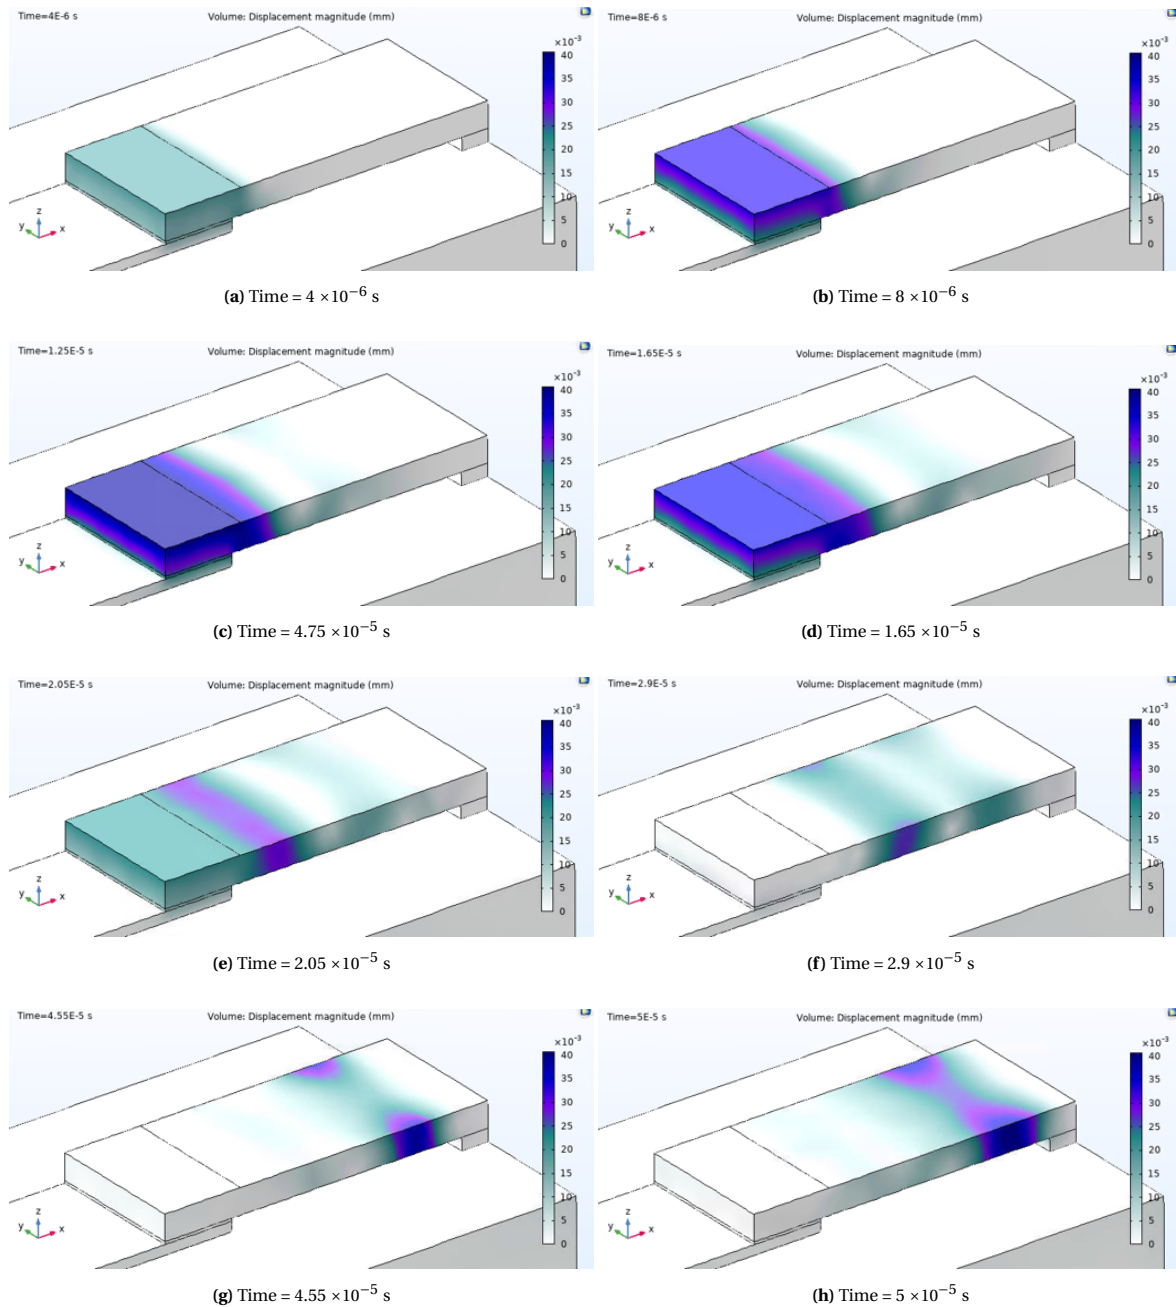 Time=4E-6 s Volume: Displacement magnitude (mm)
×10⁻³
40
35
30
25
20
15
10
5
0
z
y x
(a) Time = 4 ×10⁻⁶ s
Time=8E-6 s Volume: Displacement magnitude (mm)
×10⁻³
40
35
30
25
20
15
10
5
0
z
y x
(b) Time = 8 ×10⁻⁶ s
Time=1.25E-5 s Volume: Displacement magnitude (mm)
×10⁻³
40
35
30
25
20
15
10
5
0
z
y x
(c) Time = 4.75 ×10⁻⁵ s
Time=1.65E-5 s Volume: Displacement magnitude (mm)
×10⁻³
40
35
30
25
20
15
10
5
0
z
y x
(d) Time = 1.65 ×10⁻⁵ s
Time=2.05E-5 s Volume: Displacement magnitude (mm)
×10⁻³
40
35
30
25
20
15
10
5
0
z
y x
(e) Time = 2.05 ×10⁻⁵ s
Time=2.9E-5 s Volume: Displacement magnitude (mm)
×10⁻³
40
35
30
25
20
15
10
5
0
z
y x
(f) Time = 2.9 ×10⁻⁵ s
Time=4.55E-5 s Volume: Displacement magnitude (mm)
×10⁻³
40
35
30
25
20
15
10
5
0
z
y x
(g) Time = 4.55 ×10⁻⁵ s
Time=5E-5 s Volume: Displacement magnitude (mm)
×10⁻³
40
35
30
25
20
15
10
5
0
z
y x
(h) Time = 5 ×10⁻⁵ s